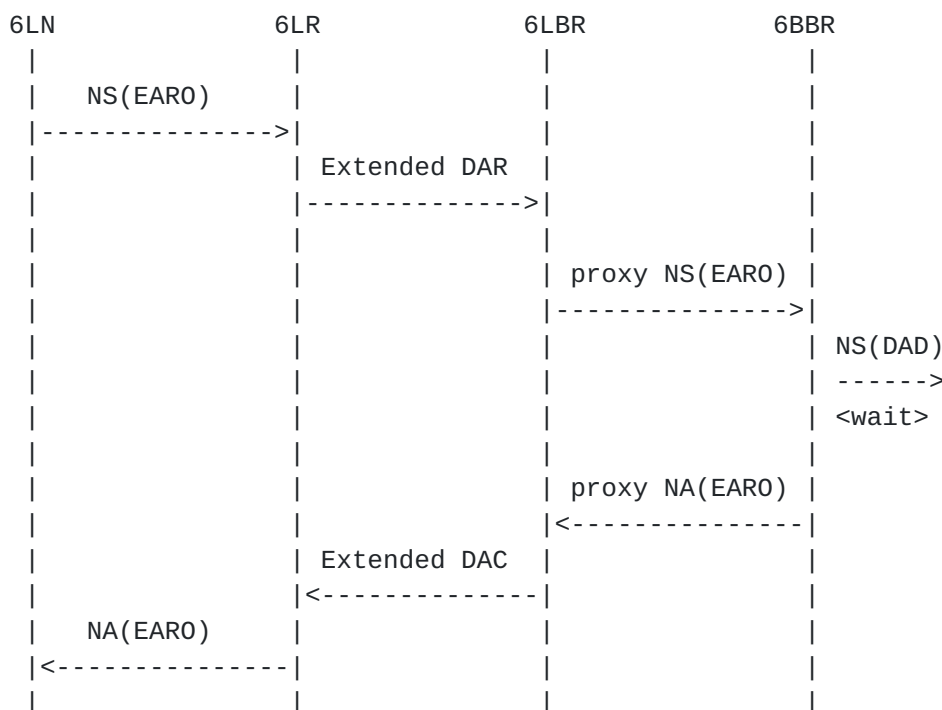 6LN 6LR 6LBR 6BBR
NS(EARO)
Extended DAR
proxy NS(EARO)
NS(DAD)
<wait>
proxy NA(EARO)
Extended DAC
NA(EARO)